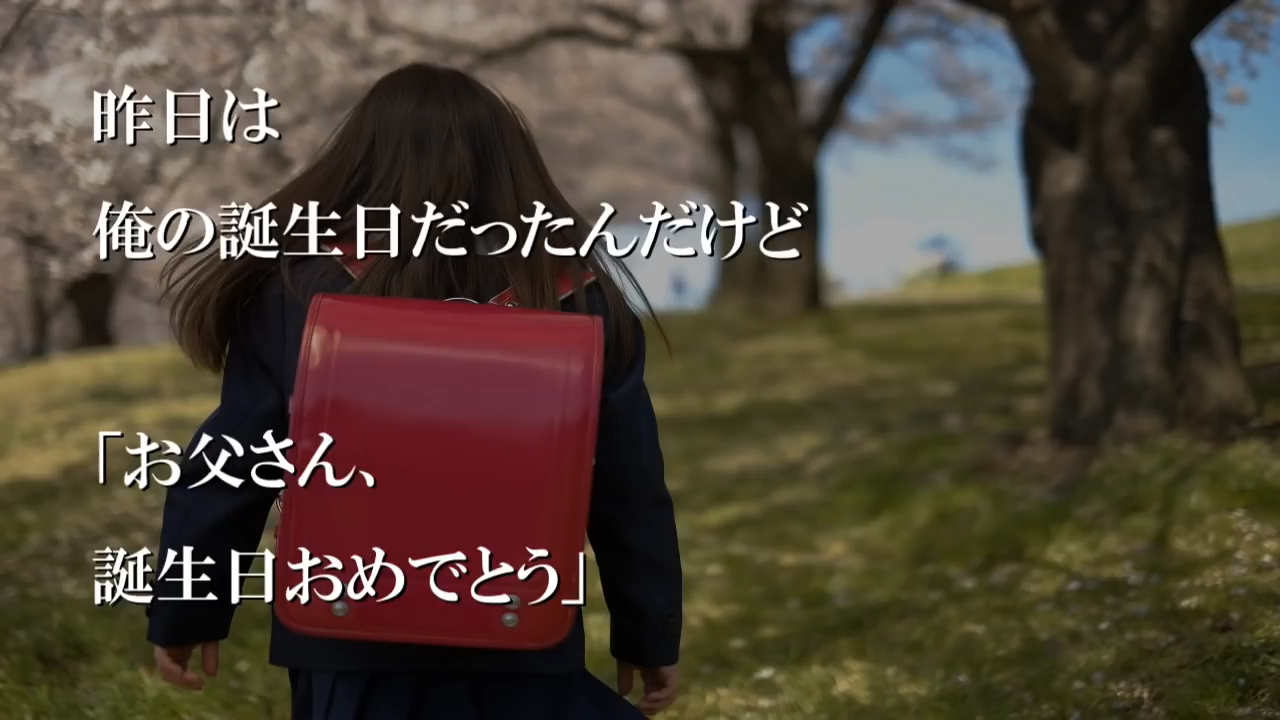 昨日は
俺の誕生日だったんだけど
「お父さん、
誕生日おめでとう」